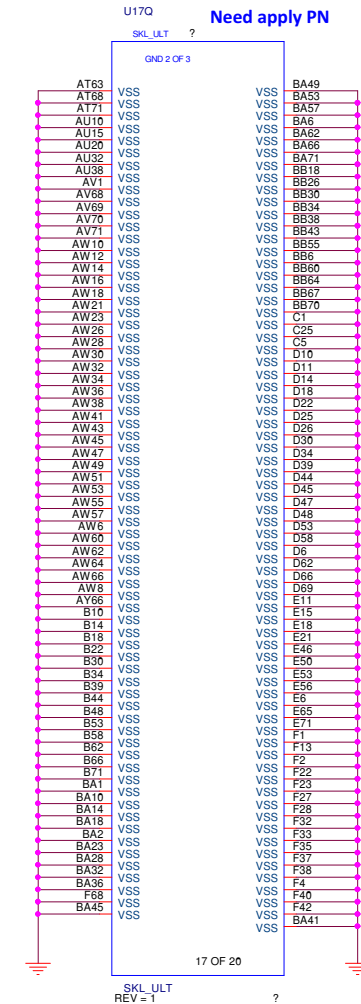 U17Q Need apply PN
SKL_ULT ?
GND 2 OF 3
AT63 VSS VSS BA49
AT68 VSS VSS BA53
AT71 VSS VSS BA57
AU10 VSS VSS BA6
AU15 VSS VSS BA62
AU20 VSS VSS BA66
AU32 VSS VSS BA71
AU38 VSS VSS BB18
AV1 VSS VSS BB26
AV68 VSS VSS BB30
AV69 VSS VSS BB34
AV70 VSS VSS BB38
AV71 VSS VSS BB43
AW10 VSS VSS BB55
AW12 VSS VSS BB6
AW14 VSS VSS BB60
AW16 VSS VSS BB64
AW18 VSS VSS BB67
AW21 VSS VSS BB70
AW23 VSS VSS C1
AW26 VSS VSS C25
AW28 VSS VSS C5
AW30 VSS VSS D10
AW32 VSS VSS D11
AW34 VSS VSS D14
AW36 VSS VSS D18
AW38 VSS VSS D22
AW41 VSS VSS D25
AW43 VSS VSS D26
AW45 VSS VSS D30
AW47 VSS VSS D34
AW49 VSS VSS D39
AW51 VSS VSS D44
AW53 VSS VSS D45
AW55 VSS VSS D47
AW57 VSS VSS D48
AW6 VSS VSS D53
AW60 VSS VSS D58
AW62 VSS VSS D6
AW64 VSS VSS D62
AW66 VSS VSS D66
AW8 VSS VSS D69
AY66 VSS VSS E11
B10 VSS VSS E15
B14 VSS VSS E18
B18 VSS VSS E21
B22 VSS VSS E46
B30 VSS VSS E50
B34 VSS VSS E53
B39 VSS VSS E56
B44 VSS VSS E6
B48 VSS VSS E65
B53 VSS VSS E71
B58 VSS VSS F1
B62 VSS VSS F13
B66 VSS VSS F2
B71 VSS VSS F22
BA1 VSS VSS F23
BA10 VSS VSS F27
BA14 VSS VSS F28
BA18 VSS VSS F32
BA2 VSS VSS F33
BA23 VSS VSS F35
BA28 VSS VSS F37
BA32 VSS VSS F38
BA36 VSS VSS F4
F68 VSS VSS F40
BA45 VSS VSS F42
VSS BA41
17 OF 20
SKL_ULT
REV = 1 ?